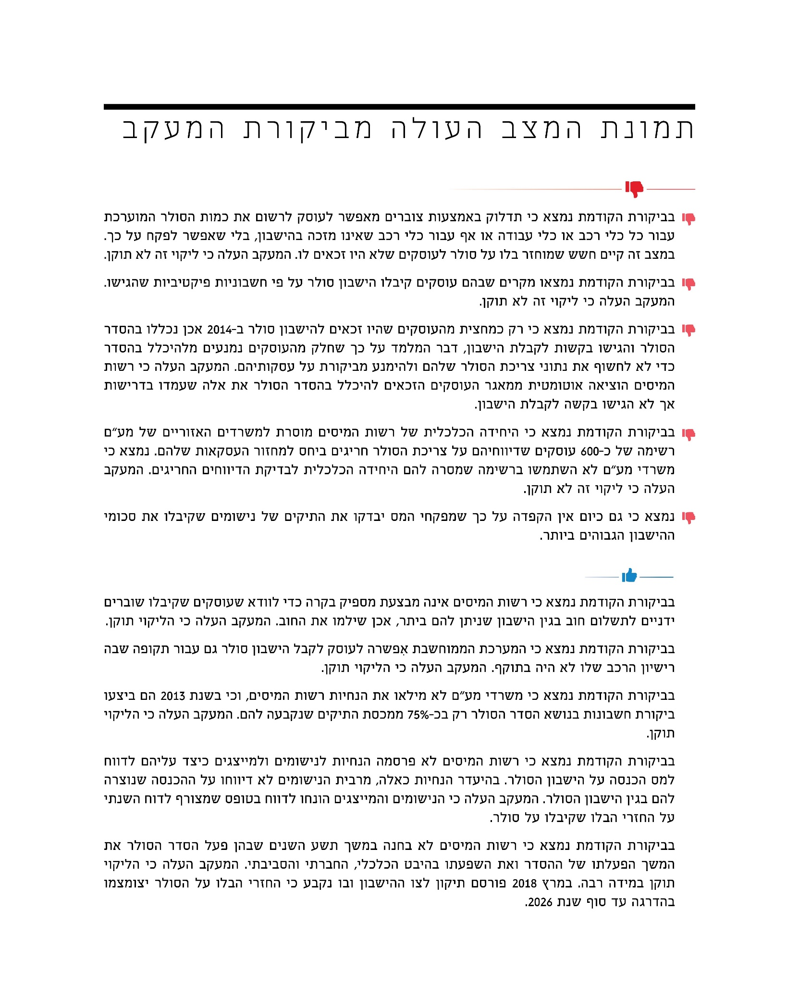 תמונת המצב העולה מביקורת המעקב
בביקורת הקודמת נמצא כי תדלוק באמצעות צוברים מאפשר לעוסק לרשום את כמות הסולר המוערכת
עבור כל כלי רכב או כלי עבודה או אף עבור כלי רכב שאינו מזכה בהישבון, בלי שאפשר לפקח על כך.
במצב זה קיים חשש שמוחזר בלו על סולר לעוסקים שלא היו זכאים לו. המעקב העלה כי ליקוי זה לא תוקן.
בביקורת הקודמת נמצאו מקרים שבהם עוסקים קיבלו הישבון סולר על פי חשבוניות פיקטיביות שהגישו.
המעקב העלה כי ליקוי זה לא תוקן.
בביקורת הקודמת נמצא כי רק כמחצית מהעוסקים שהיו זכאים להישבון סולר ב-2014 אכן נכללו בהסדר
הסולר והגישו בקשות לקבלת הישבון, דבר המלמד על כך שחלק מהעוסקים נמנעים מלהיכלל בהסדר
כדי לא לחשוף את נתוני צריכת הסולר שלהם ולהימנע מביקורת על עסקותיהם. המעקב העלה כי רשות
המיסים הוציאה אוטומטית ממאגר העוסקים הזכאים להיכלל בהסדר הסולר את אלה שעמדו בדרישות
אך לא הגישו בקשה לקבלת הישבון.
בביקורת הקודמת נמצא כי היחידה הכלכלית של רשות המיסים מוסרת למשרדים האזוריים של מע״ם
רשימה של כ-600 עוסקים שדיווחיהם על צריכת הסולר חריגים ביחס למחזור העסקאות שלהם. נמצא כי
משרדי מע״ם לא השתמשו ברשימה שמסרה להם היחידה הכלכלית לבדיקת הדיווחים החריגים. המעקב
העלה כי ליקוי זה לא תוקן.
נמצא כי גם כיום אין הקפדה על כך שמפקחי המס יבדקו את התיקים של נישומים שקיבלו את סכומי
ההישבון הגבוהים ביותר.
בביקורת הקודמת נמצא כי רשות המיסים אינה מבצעת מספיק בקרה כדי לוודא שעוסקים שקיבלו שוברים
ידניים לתשלום חוב בגין הישבון שניתן להם ביתר, אכן שילמו את החוב. המעקב העלה כי הליקוי תוקן.
בביקורת הקודמת נמצא כי המערכת הממוחשבת אִפשרה לעוסק לקבל הישבון סולר גם עבור תקופה שבה
רישיון הרכב שלו לא היה בתוקף. המעקב העלה כי הליקוי תוקן.
בביקורת הקודמת נמצא כי משרדי מע״ם לא מילאו את הנחיות רשות המיסים, וכי בשנת 2013 הם ביצעו
ביקורת חשבונות בנושא הסדר הסולר רק בכ-75% ממכסת התיקים שנקבעה להם. המעקב העלה כי הליקוי
תוקן.
בביקורת הקודמת נמצא כי רשות המיסים לא פרסמה הנחיות לנישומים ולמייצגים כיצד עליהם לדווח
למס הכנסה על הישבון הסולר. בהיעדר הנחיות כאלה, מרבית הנישומים לא דיווחו על ההכנסה שנוצרה
להם בגין הישבון הסולר. המעקב העלה כי הנישומים והמייצגים הונחו לדווח בטופס שמצורף לדוח השנתי
על החזרי הבלו שקיבלו על סולר.
בביקורת הקודמת נמצא כי רשות המיסים לא בחנה במשך תשע השנים שבהן פעל הסדר הסולר את
המשך הפעלתו של ההסדר ואת השפעתו בהיבט הכלכלי, החברתי והסביבתי. המעקב העלה כי הליקוי
תוקן במידה רבה. במרץ 2018 פורסם תיקון לצו ההישבון ובו נקבע כי החזרי הבלו על הסולר יצומצמו
בהדרגה עד סוף שנת 2026.